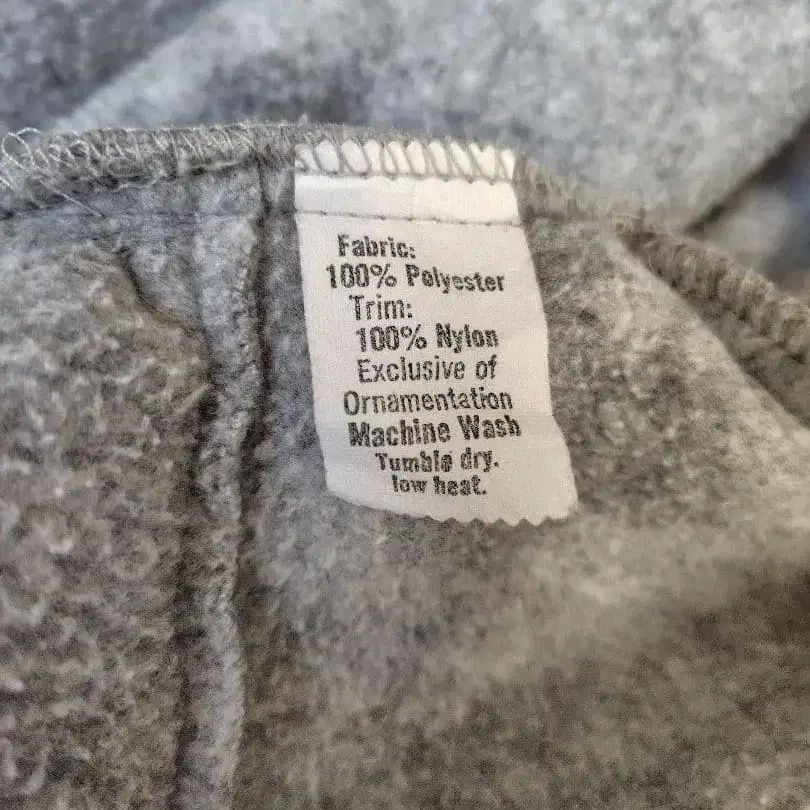 Fabric:
100% Polyester
Trim:
100% Nylon
Exclusive of
Ornamentation
Machine Wash
Tumble dry.
low heat.